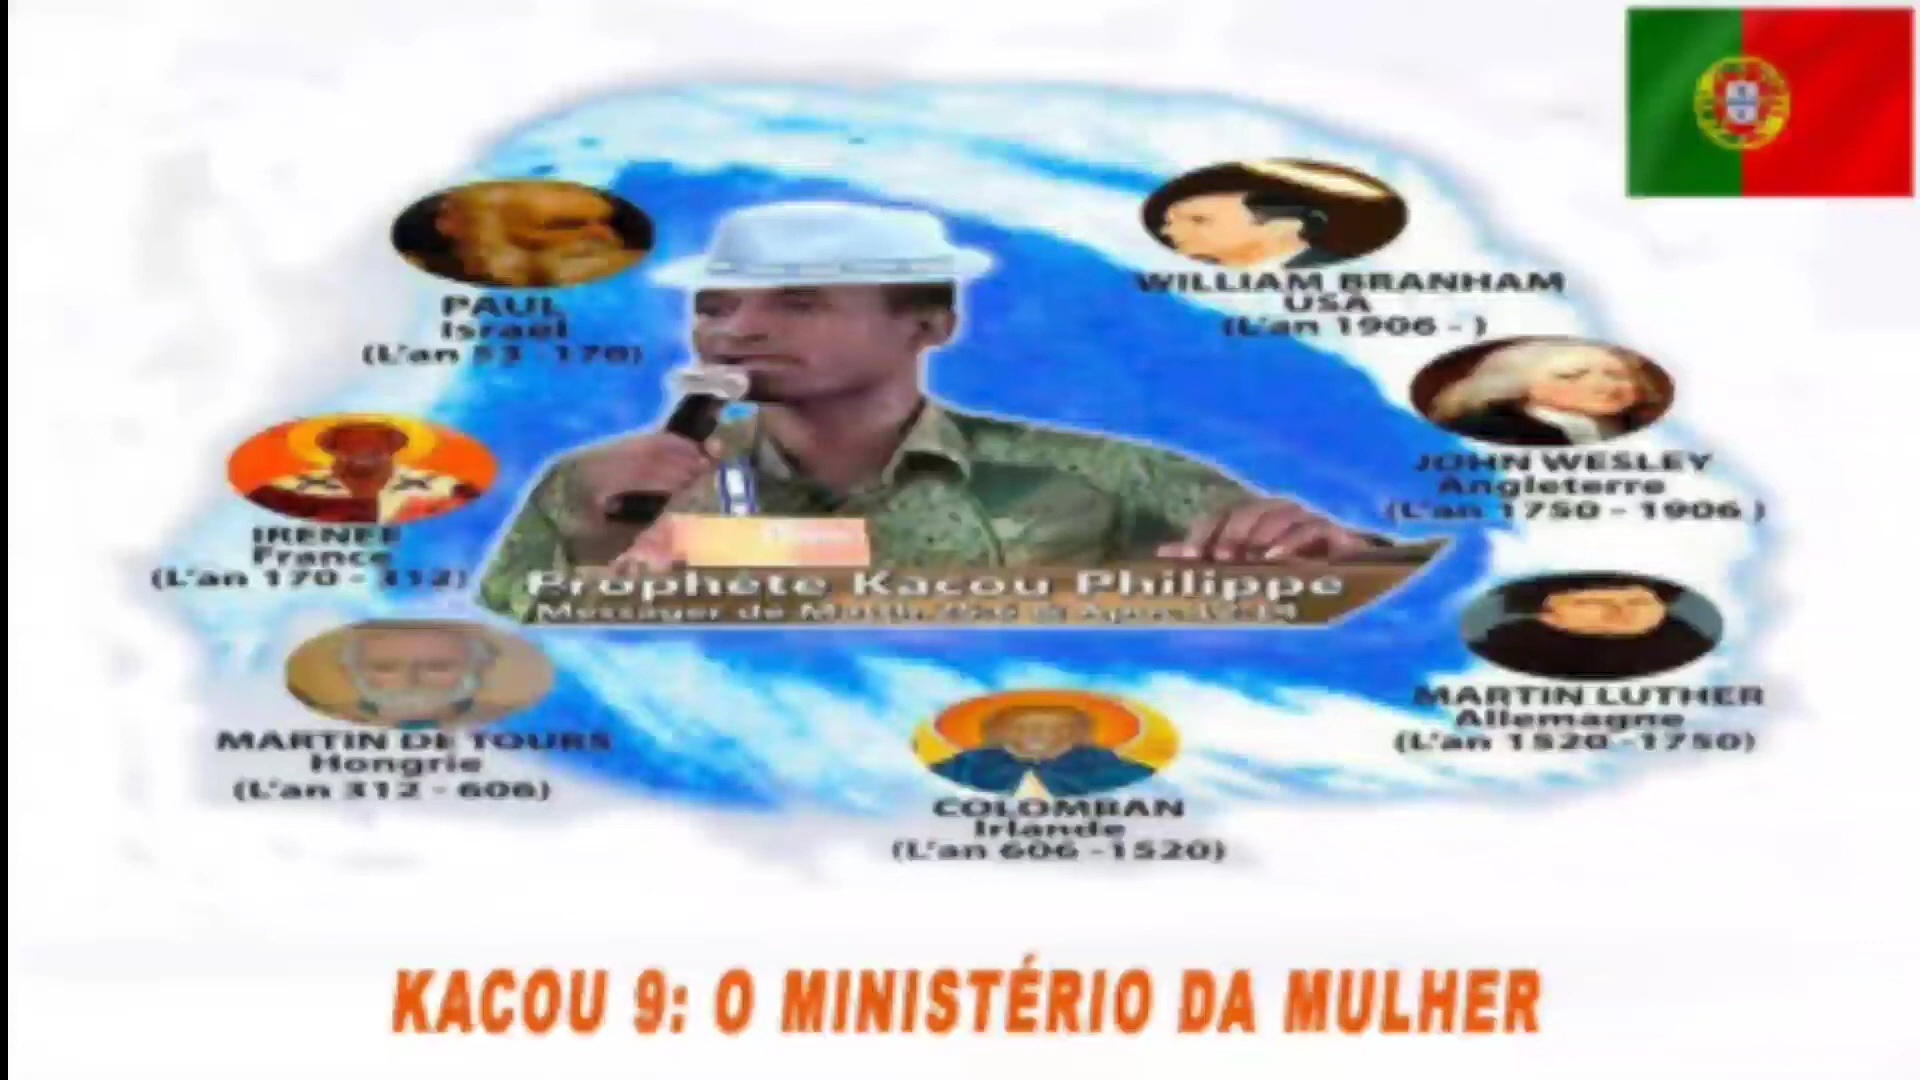 PAUL
Israel
(L'an 53 - 170)
WILLIAM BRANHAM
USA
(L'an 1906 - )
JOHN WESLEY
Angleterre
(L'an 1750 - 1906 )
IRENEE
France
(L'an 170 - 312)
Prophète Kacou Philippe
Messager de
MARTIN LUTHER
Allemagne
(L'an 1520 -1750)
MARTIN DE TOURS
Hongrie
(L'an 312 - 606)
COLOMBAN
Irlande
(L'an 606 -1520)
KACOU 9: O MINISTÉRIO DA MULHER